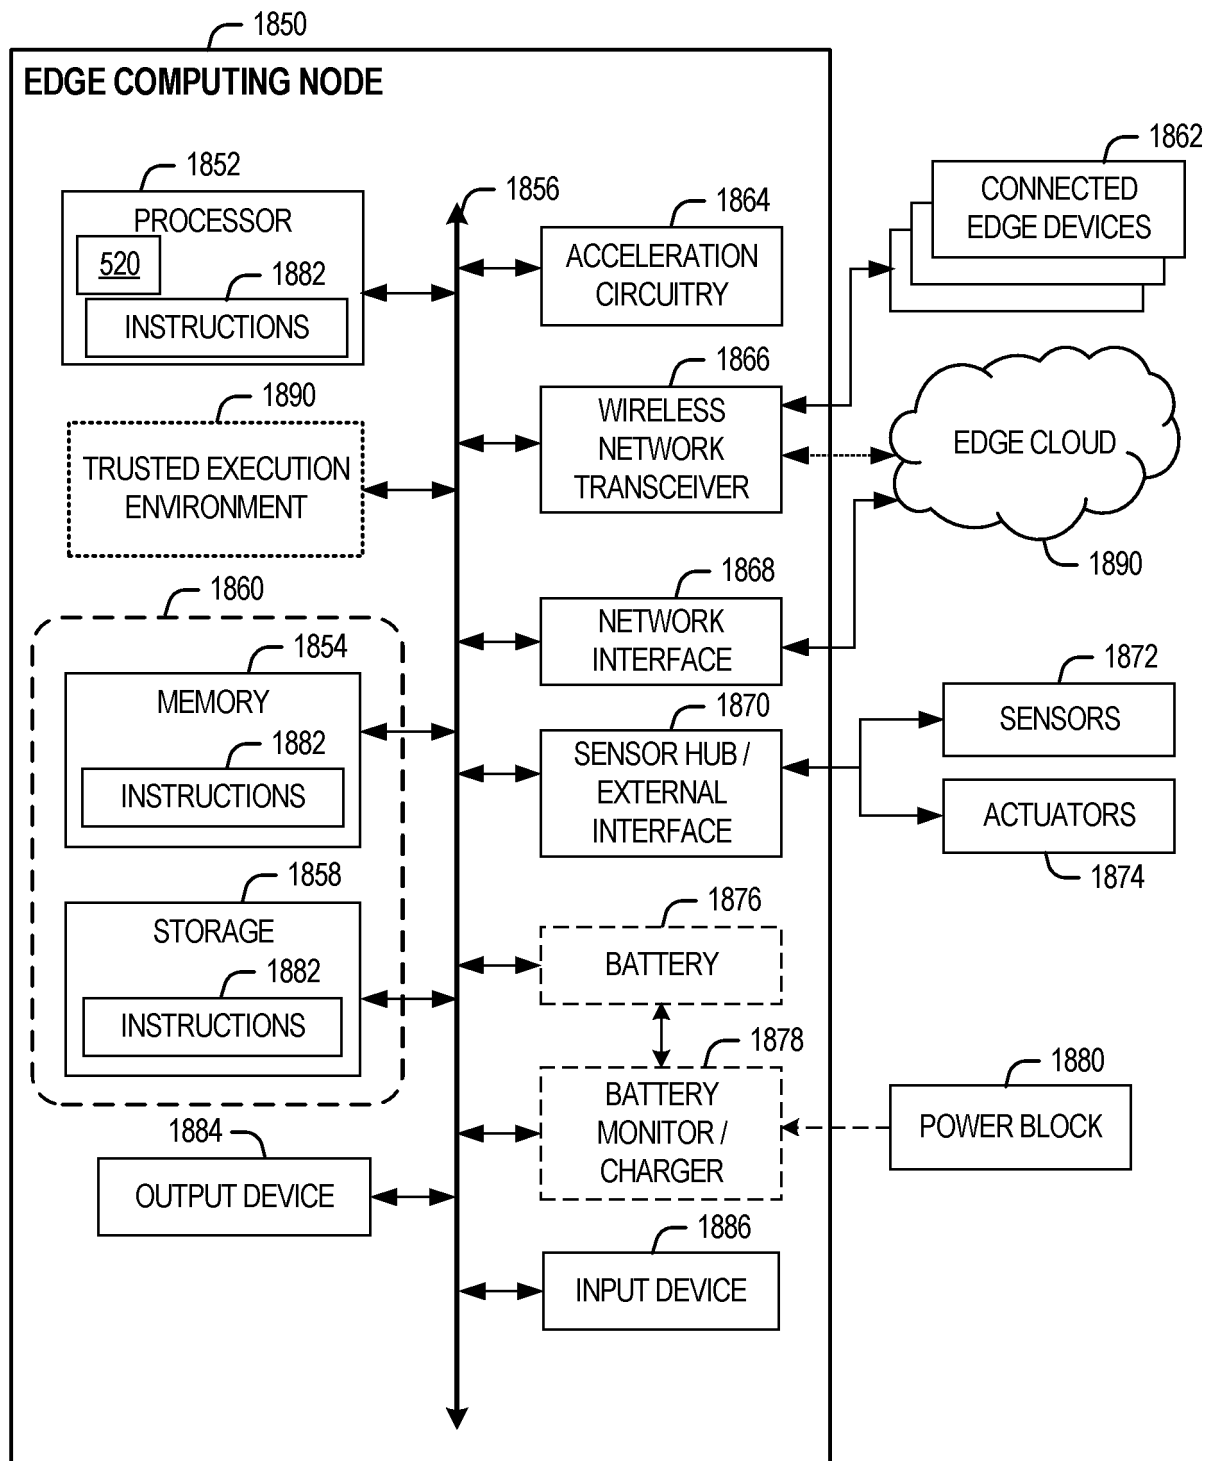 1850
EDGE COMPUTING NODE
1852
PROCESSOR
520
1882
INSTRUCTIONS
1856
1864
ACCELERATION
CIRCUITRY
1862
CONNECTED
EDGE DEVICES
1866
WIRELESS
NETWORK
TRANSCEIVER
1890
TRUSTED EXECUTION
ENVIRONMENT
EDGE CLOUD
1890
1860
1854
MEMORY
1882
INSTRUCTIONS
1868
NETWORK
INTERFACE
1870
SENSOR HUB /
EXTERNAL
INTERFACE
1872
SENSORS
ACTUATORS
1874
1858
STORAGE
1882
INSTRUCTIONS
1876
BATTERY
1878
BATTERY
MONITOR /
CHARGER
1880
POWER BLOCK
1884
OUTPUT DEVICE
1886
INPUT DEVICE